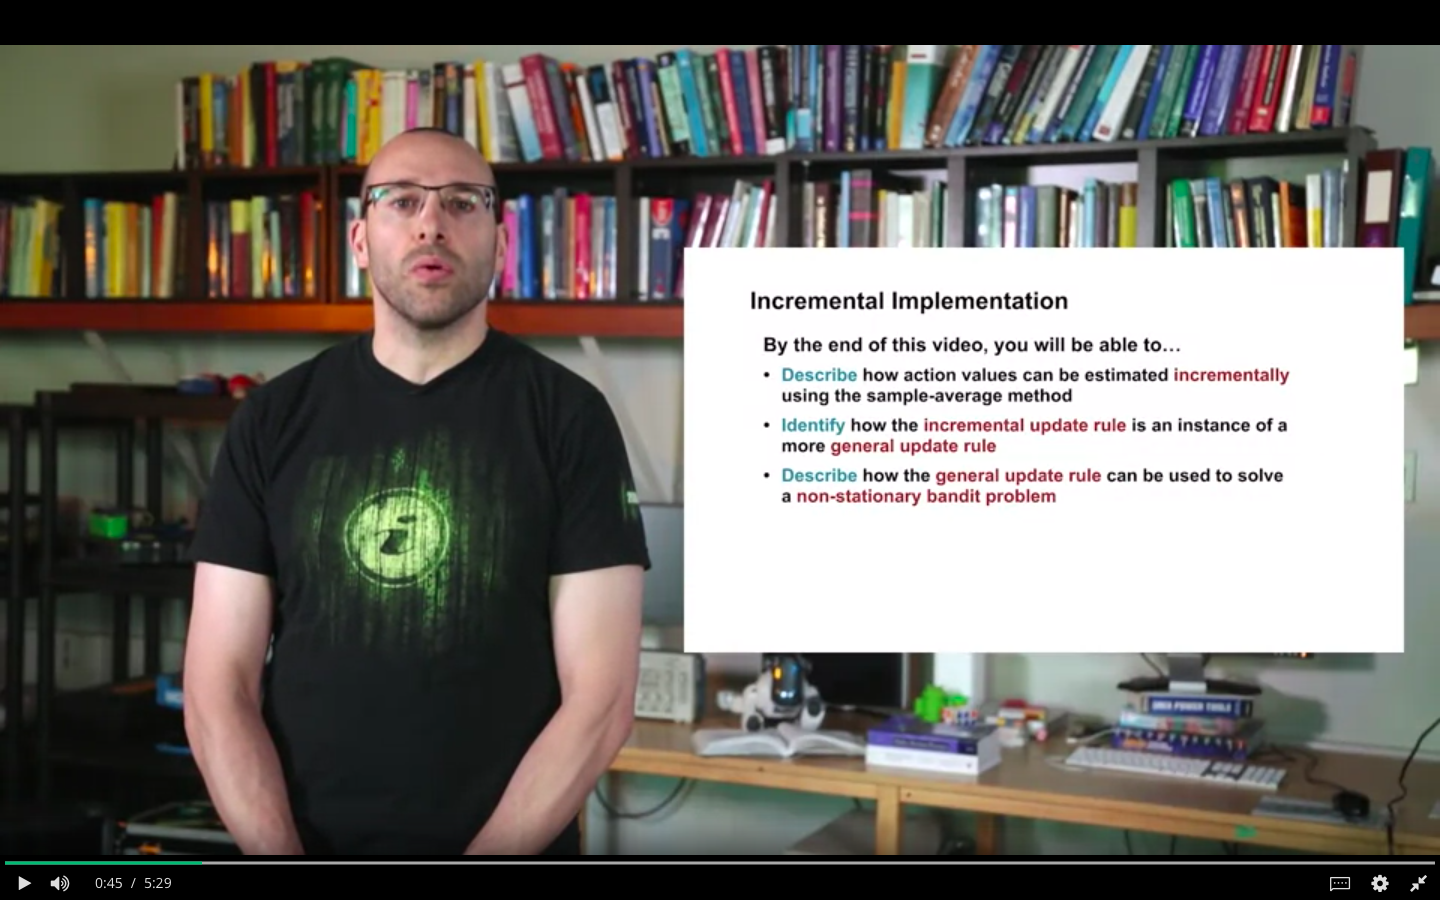 Incremental Implementation
By the end of this video, you will be able to…
• Describe how action values can be estimated incrementally
using the sample-average method
• Identify how the incremental update rule is an instance of a
more general update rule
• Describe how the general update rule can be used to solve
a non-stationary bandit problem
i
0:45 / 5:29